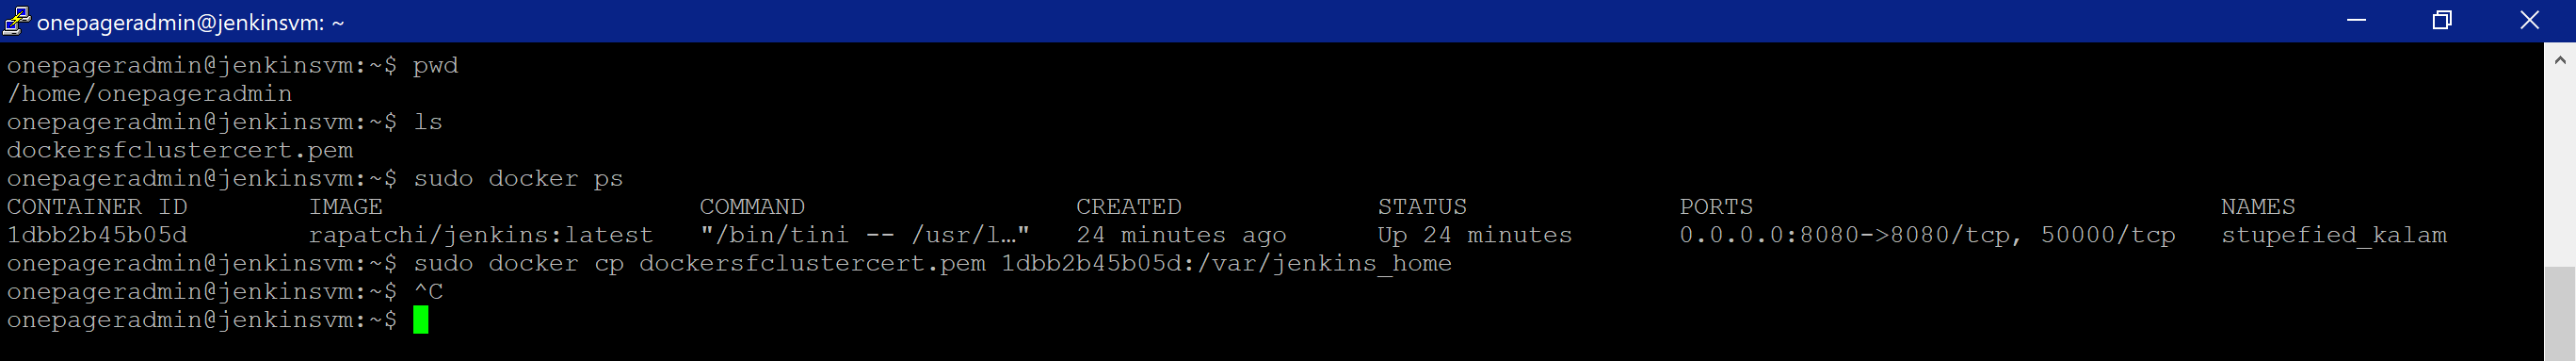 onepageradmin@jenkinsvm: ~
onepageradmin@jenkinsvm:~$ pwd
/home/onepageradmin
onepageradmin@jenkinsvm:~$ ls
dockersfclustercert.pem
onepageradmin@jenkinsvm:~$ sudo docker ps
CONTAINER ID        IMAGE                     COMMAND                  CREATED             STATUS              PORTS                               NAMES
1dbb2b45b05d        rapatchi/jenkins:latest   "/bin/tini -- /usr/l…"   24 minutes ago      Up 24 minutes       0.0.0.0:8080->8080/tcp, 50000/tcp   stupefied_kalam
onepageradmin@jenkinsvm:~$ sudo docker cp dockersfclustercert.pem 1dbb2b45b05d:/var/jenkins_home
onepageradmin@jenkinsvm:~$ ^C
onepageradmin@jenkinsvm:~$